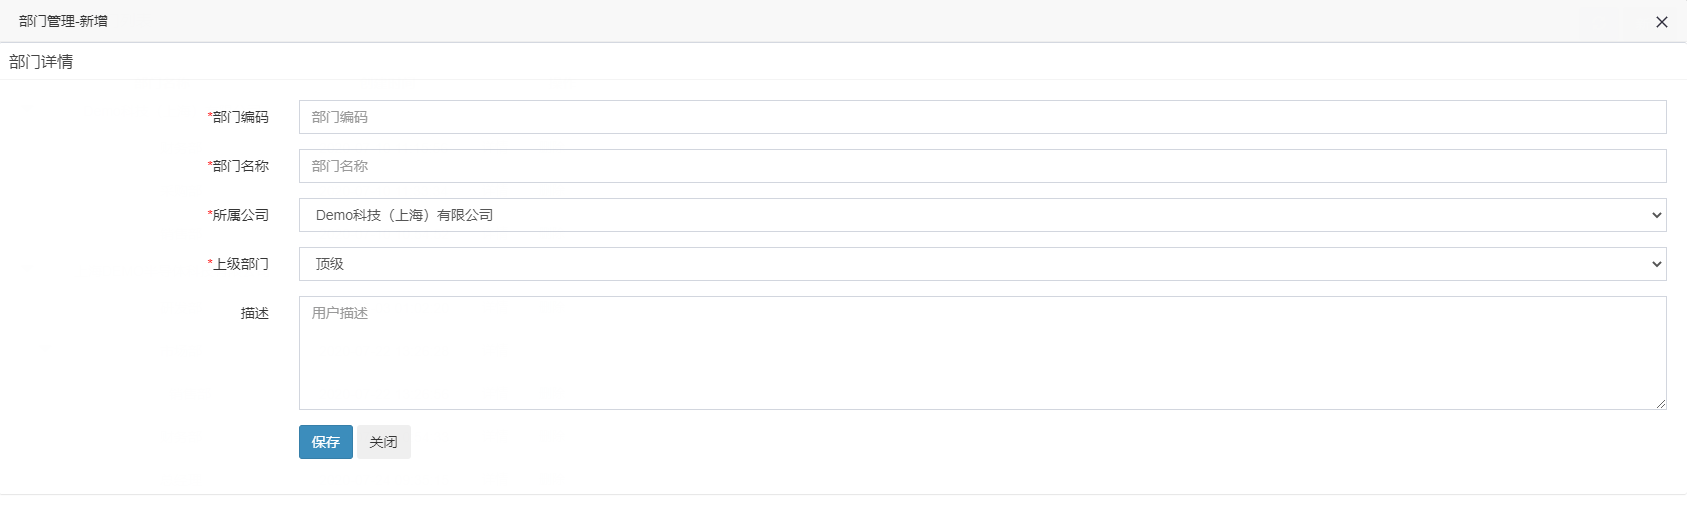 部门管理-新增
部门详情
*部门编码 部门编码
*部门名称 部门名称
*所属公司 Demo科技（上海）有限公司
*上级部门 顶级
描述 用户描述
保存 关闭